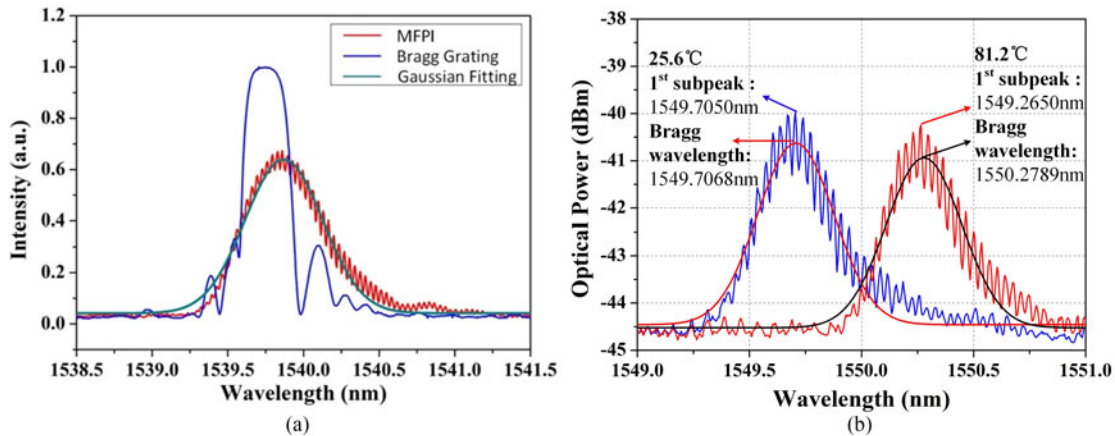 1.2
1.0
0.8
0.6
0.4
0.2
0.0
Intensity (a.u.)
MFPI
Bragg Grating
Gaussian Fitting
1538.5 1539.0 1539.5 1540.0 1540.5 1541.0 1541.5
Wavelength (nm)
(a)
-38
-39
-40
-41
-42
-43
-44
-45
Optical Power (dBm)
25.6℃
1st subpeak :
1549.7050nm
Bragg
wavelength:
1549.7068nm
81.2℃
1st subpeak :
1549.2650nm
Bragg
wavelength:
1550.2789nm
1549.0 1549.5 1550.0 1550.5 1551.0
Wavelength (nm)
(b)